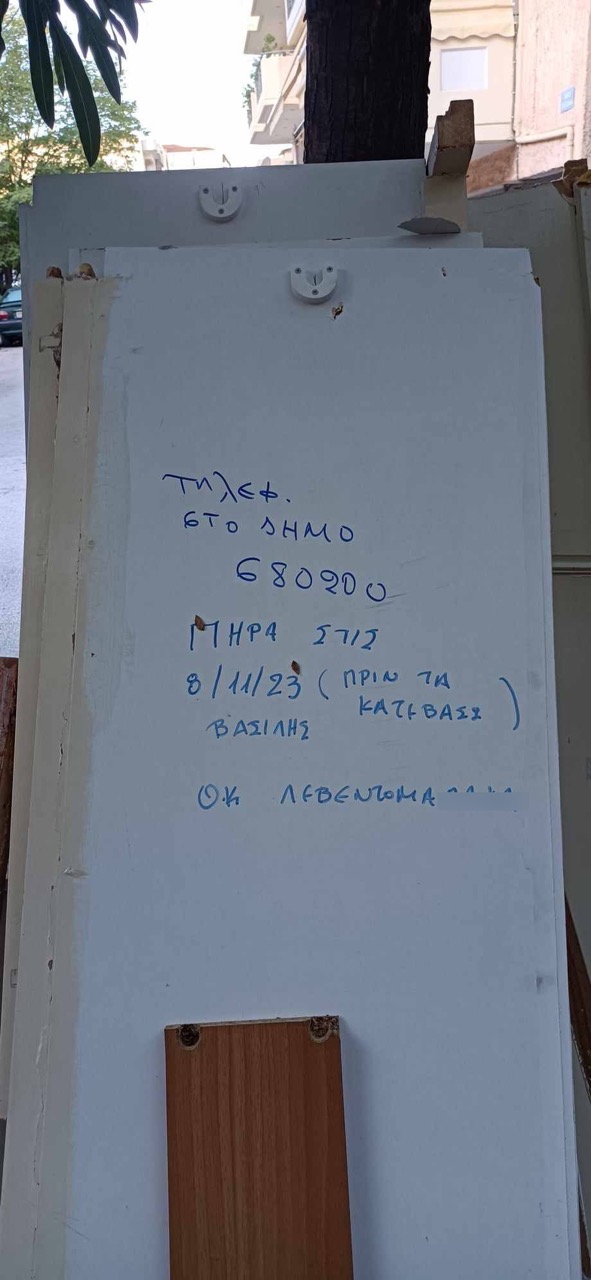 ΤΗΛΕΦ.
ΣΤΟ ΔΗΜΟ
680200
ΠΗΡΑ ΣΤΙΣ
8/11/23 (ΠΡΙΝ ΤΑ
ΚΑΤΕΒΑΣΩ)
ΒΑΣΙΛΗΣ
ΟΚ